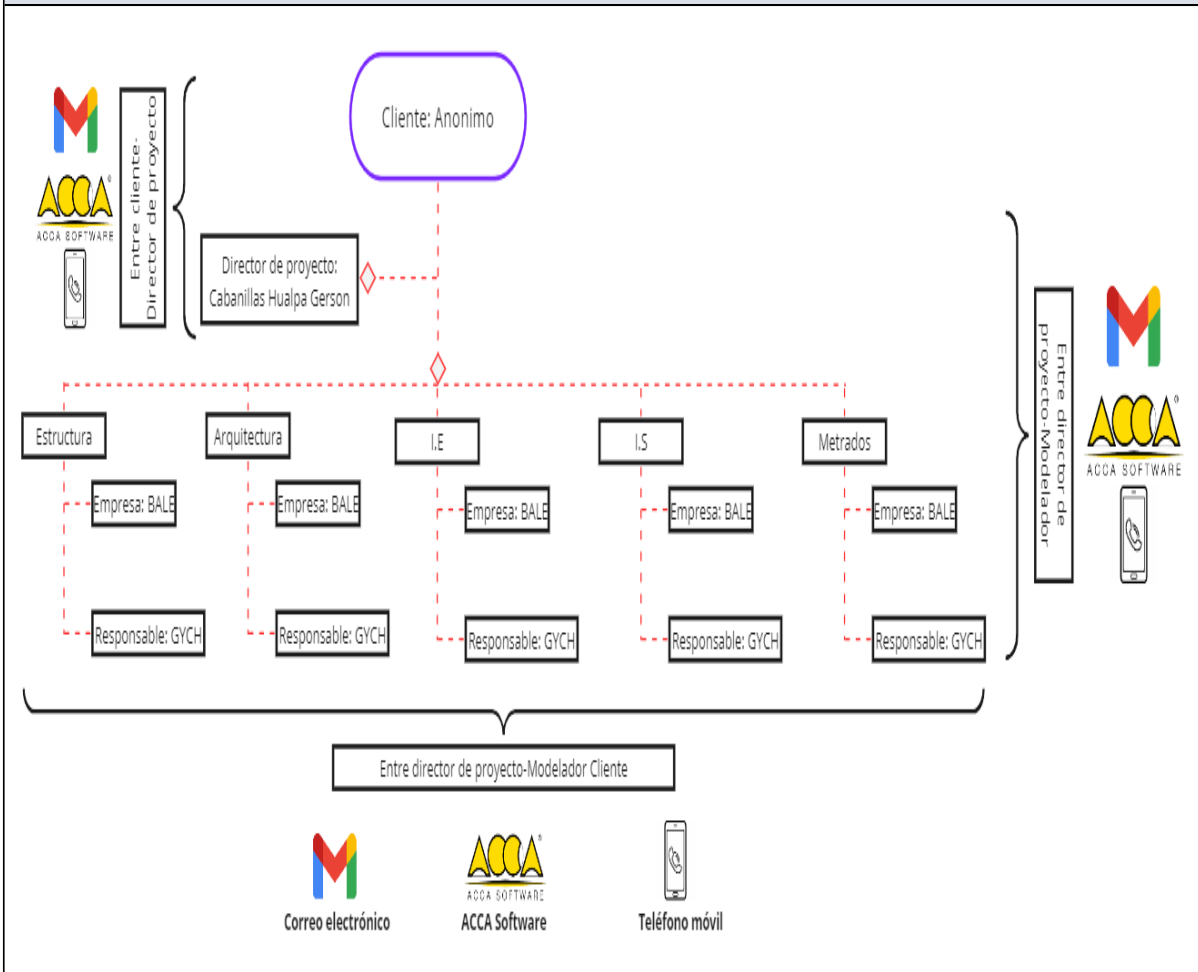 Cliente: Anonimo
Entre cliente-
Director de proyecto
ACCA
ACCA SOFTWARE
Director de proyecto:
Cabanillas Hualpa Gerson
Entre director de
proyecto-Modelador
ACCA
ACCA SOFTWARE
Estructura
Arquitectura
I.E
I.S
Metrados
Empresa: BALE
Empresa: BALE
Empresa: BALE
Empresa: BALE
Empresa: BALE
Responsable: GYCH
Responsable: GYCH
Responsable: GYCH
Responsable: GYCH
Responsable: GYCH
Entre director de proyecto-Modelador Cliente
ACCA
ACCA SOFTWARE
Correo electrónico
ACCA Software
Teléfono móvil